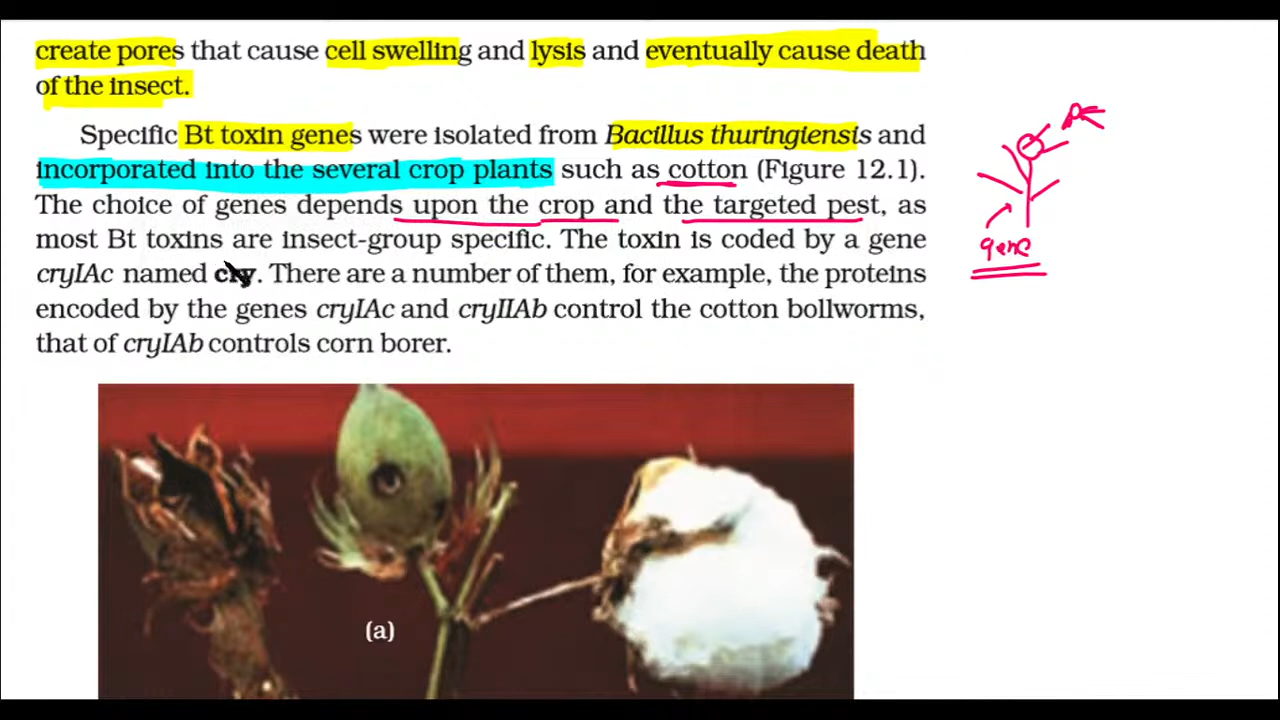 create pores that cause cell swelling and lysis and eventually cause death
of the insect.
Specific Bt toxin genes were isolated from Bacillus thuringiensis and
incorporated into the several crop plants such as cotton (Figure 12.1).
The choice of genes depends upon the crop and the targeted pest, as
most Bt toxins are insect-group specific. The toxin is coded by a gene
cryIAc named cry. There are a number of them, for example, the proteins
encoded by the genes cryIAc and cryIIAb control the cotton bollworms,
that of cryIAb controls corn borer.
gene
(a)